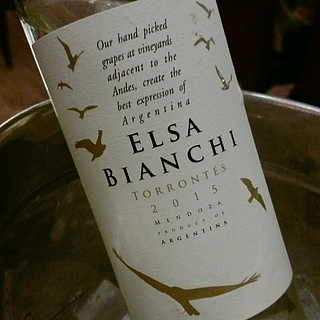 Our hand picked
grapes at vineyards
adjacent to the
Andes, create the
best expression of
Argentina
ELSA
BIANCHI
TORRONTÉS
2015
MENDOZA
PRODUCT OF
ARGENTINA